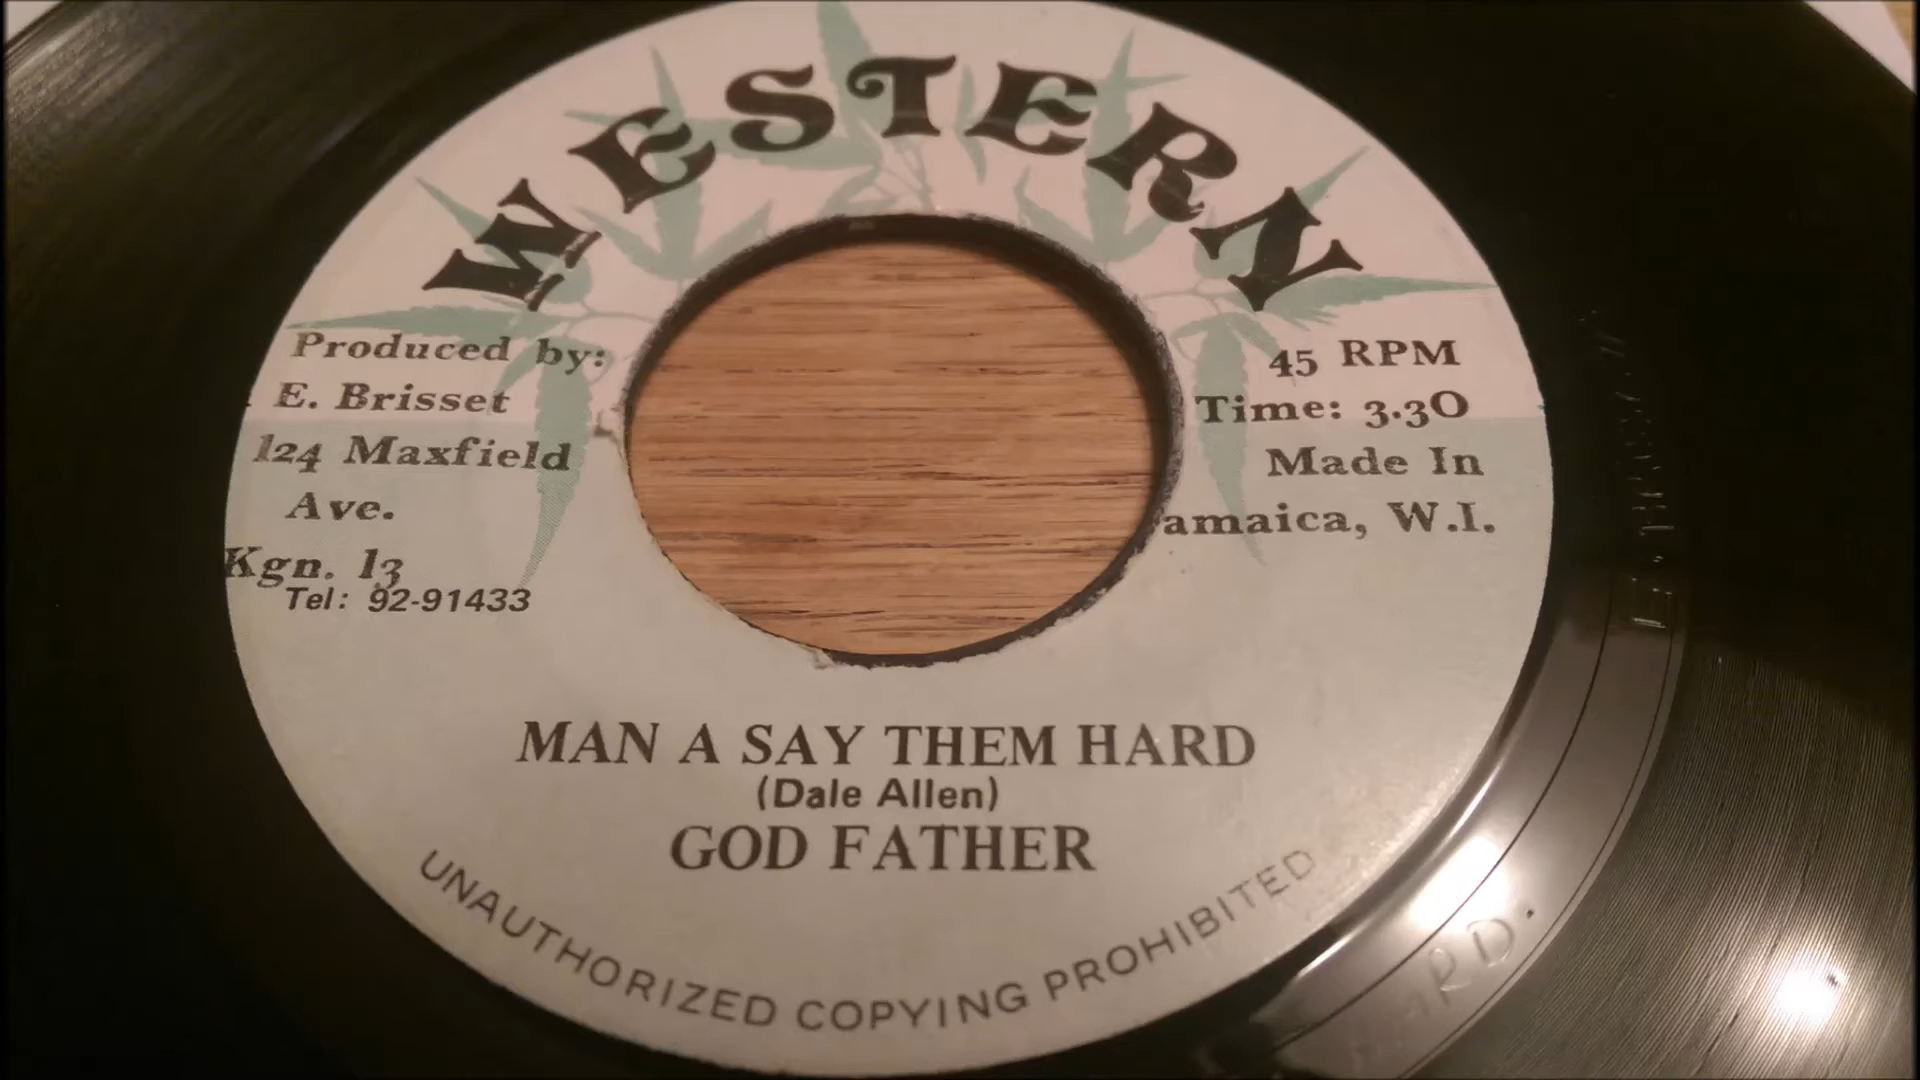 WESTERN
Produced by:
E. Brisset
124 Maxfield
Ave.
Kgn. 13
Tel: 92-91433
45 RPM
Time: 3.30
Made In
amaica, W.I.
MAN A SAY THEM HARD
(Dale Allen)
GOD FATHER
UNAUTHORIZED COPYING PROHIBITED